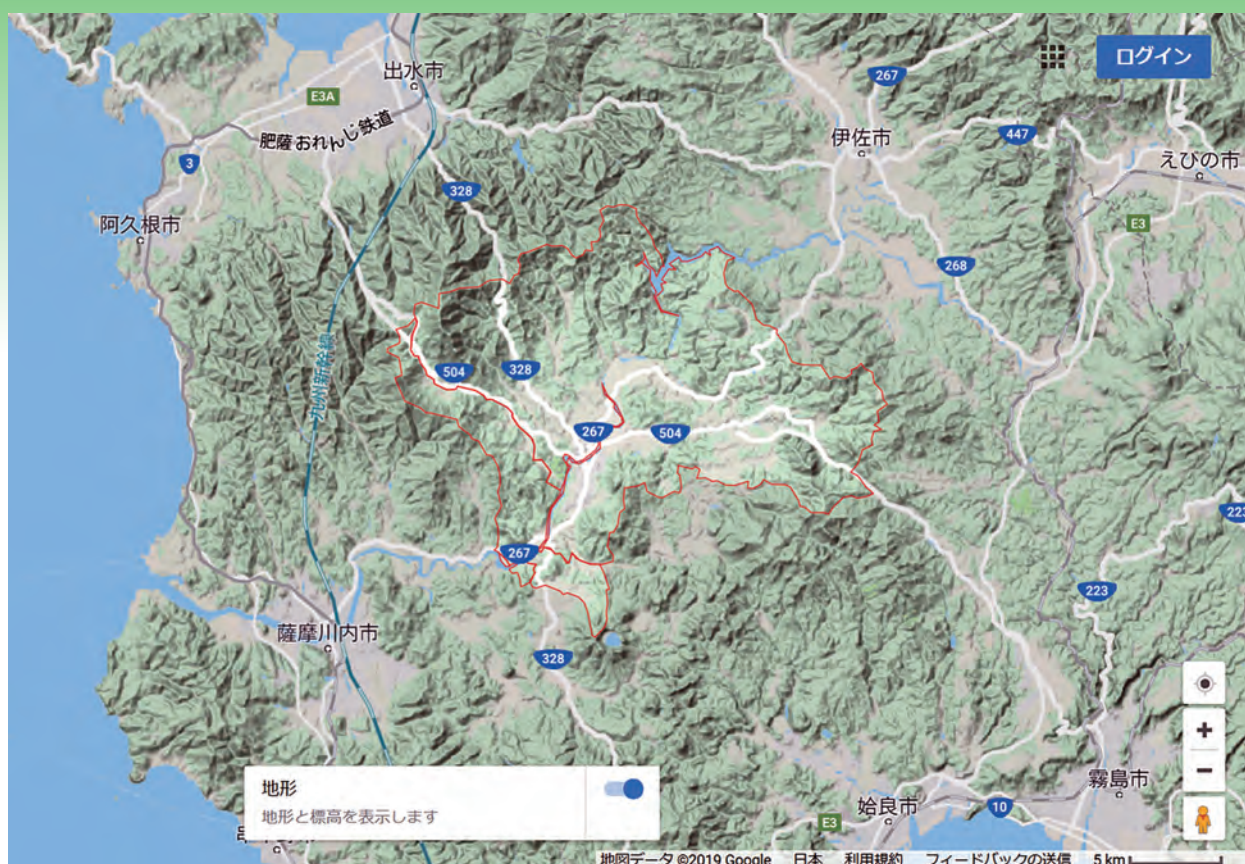 ログイン
出水市
267
E3A
肥薩おれんじ鉄道
伊佐市
447
えびの市
3
328
阿久根市
E3
268
九州新幹線
504
328
267
504
223
267
223
薩摩川内市
328
地形
地形と標高を表示します
霧島市
姶良市
10
E3
地図データ ©2019 Google 日本 利用規約 フィードバックの送信 5 km